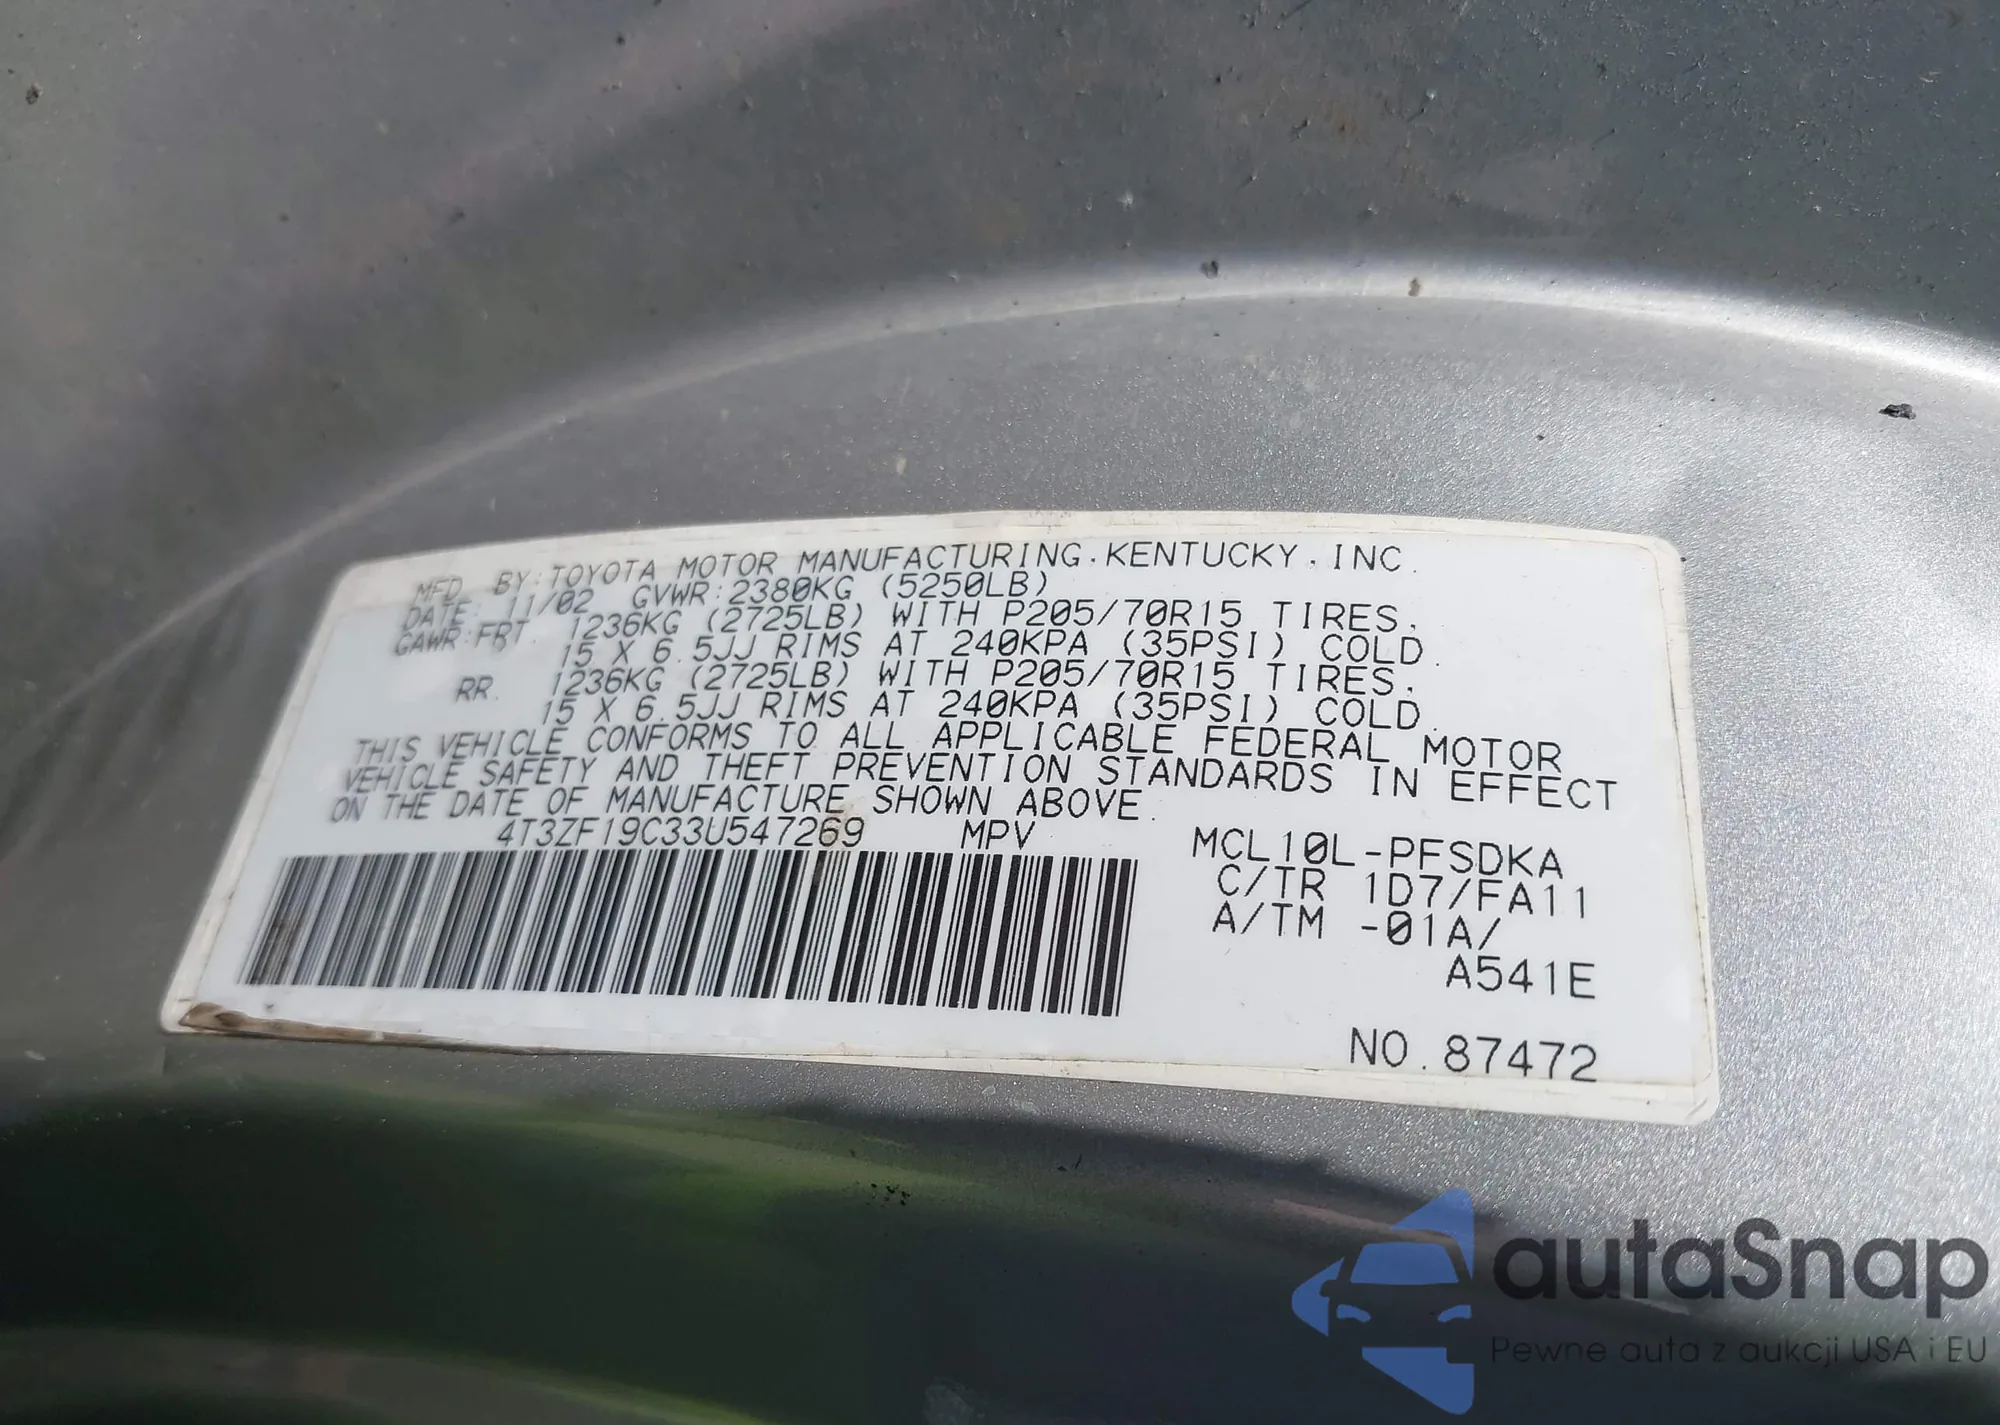 MFD. BY:TOYOTA MOTOR MANUFACTURING.KENTUCKY.INC.
DATE: 11/02 GVWR:2380KG (5250LB)
GAWR:FRT. 1236KG (2725LB) WITH P205/70R15 TIRES.
15 X 6.5JJ RIMS AT 240KPA (35PSI) COLD.
RR. 1236KG (2725LB) WITH P205/70R15 TIRES.
15 X 6.5JJ RIMS AT 240KPA (35PSI) COLD.
THIS VEHICLE CONFORMS TO ALL APPLICABLE FEDERAL MOTOR
VEHICLE SAFETY AND THEFT PREVENTION STANDARDS IN EFFECT
ON THE DATE OF MANUFACTURE SHOWN ABOVE.
4T3ZF19C33U547269 MPV
MCL10L-PFSDKA
C/TR 1D7/FA11
A/TM -01A/
A541E
NO.87472
autaSnap
Pewne auta z aukcji USA i EU